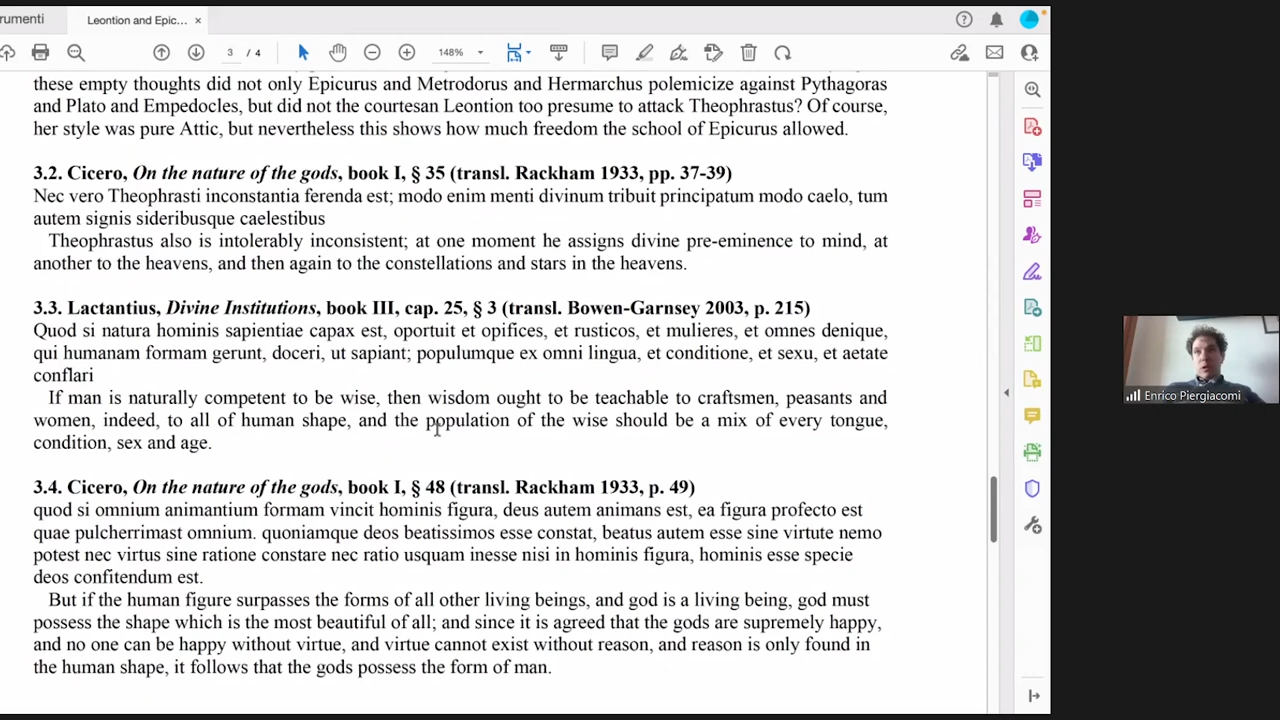 rumenti
Leontion and Epic... ×
3 / 4
148%
these empty thoughts did not only Epicurus and Metrodorus and Hermarchus polemicize against Pythagoras
and Plato and Empedocles, but did not the courtesan Leontion too presume to attack Theophrastus? Of course,
her style was pure Attic, but nevertheless this shows how much freedom the school of Epicurus allowed.
3.2. Cicero, On the nature of the gods, book I, § 35 (transl. Rackham 1933, pp. 37-39)
Nec vero Theophrasti inconstantia ferenda est; modo enim menti divinum tribuit principatum modo caelo, tum
autem signis sideribusque caelestibus
Theophrastus also is intolerably inconsistent; at one moment he assigns divine pre-eminence to mind, at
another to the heavens, and then again to the constellations and stars in the heavens.
3.3. Lactantius, Divine Institutions, book III, cap. 25, § 3 (transl. Bowen-Garnsey 2003, p. 215)
Quod si natura hominis sapientiae capax est, oportuit et opifices, et rusticos, et mulieres, et omnes denique,
qui humanam formam gerunt, doceri, ut sapiant; populumque ex omni lingua, et conditione, et sexu, et aetate
conflari
If man is naturally competent to be wise, then wisdom ought to be teachable to craftsmen, peasants and
women, indeed, to all of human shape, and the population of the wise should be a mix of every tongue,
condition, sex and age.
3.4. Cicero, On the nature of the gods, book I, § 48 (transl. Rackham 1933, p. 49)
quod si omnium animantium formam vincit hominis figura, deus autem animans est, ea figura profecto est
quae pulcherrimast omnium. quoniamque deos beatissimos esse constat, beatus autem esse sine virtute nemo
potest nec virtus sine ratione constare nec ratio usquam inesse nisi in hominis figura, hominis esse specie
deos confitendum est.
But if the human figure surpasses the forms of all other living beings, and god is a living being, god must
possess the shape which is the most beautiful of all; and since it is agreed that the gods are supremely happy,
and no one can be happy without virtue, and virtue cannot exist without reason, and reason is only found in
the human shape, it follows that the gods possess the form of man.
Enrico Piergiacomi